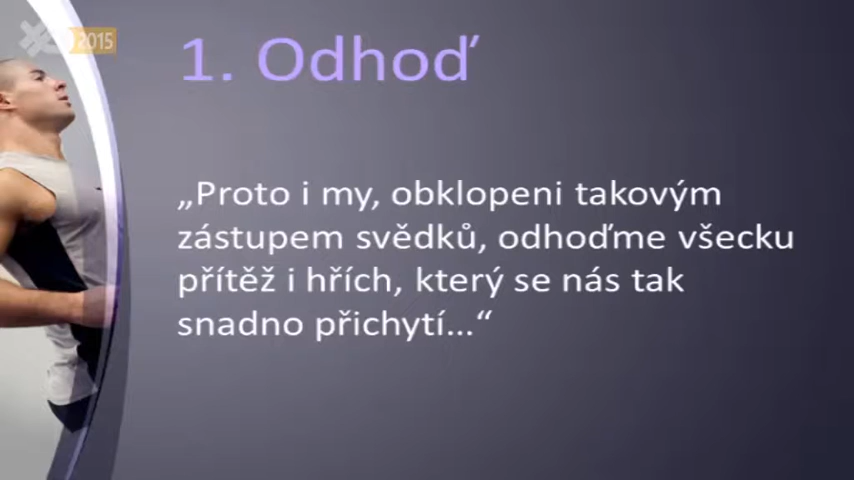 2015
1. Odhoď
„Proto i my, obklopeni takovým
zástupem svědků, odhoďme všecku
přítěž i hřích, který se nás tak
snadno přichytí...“